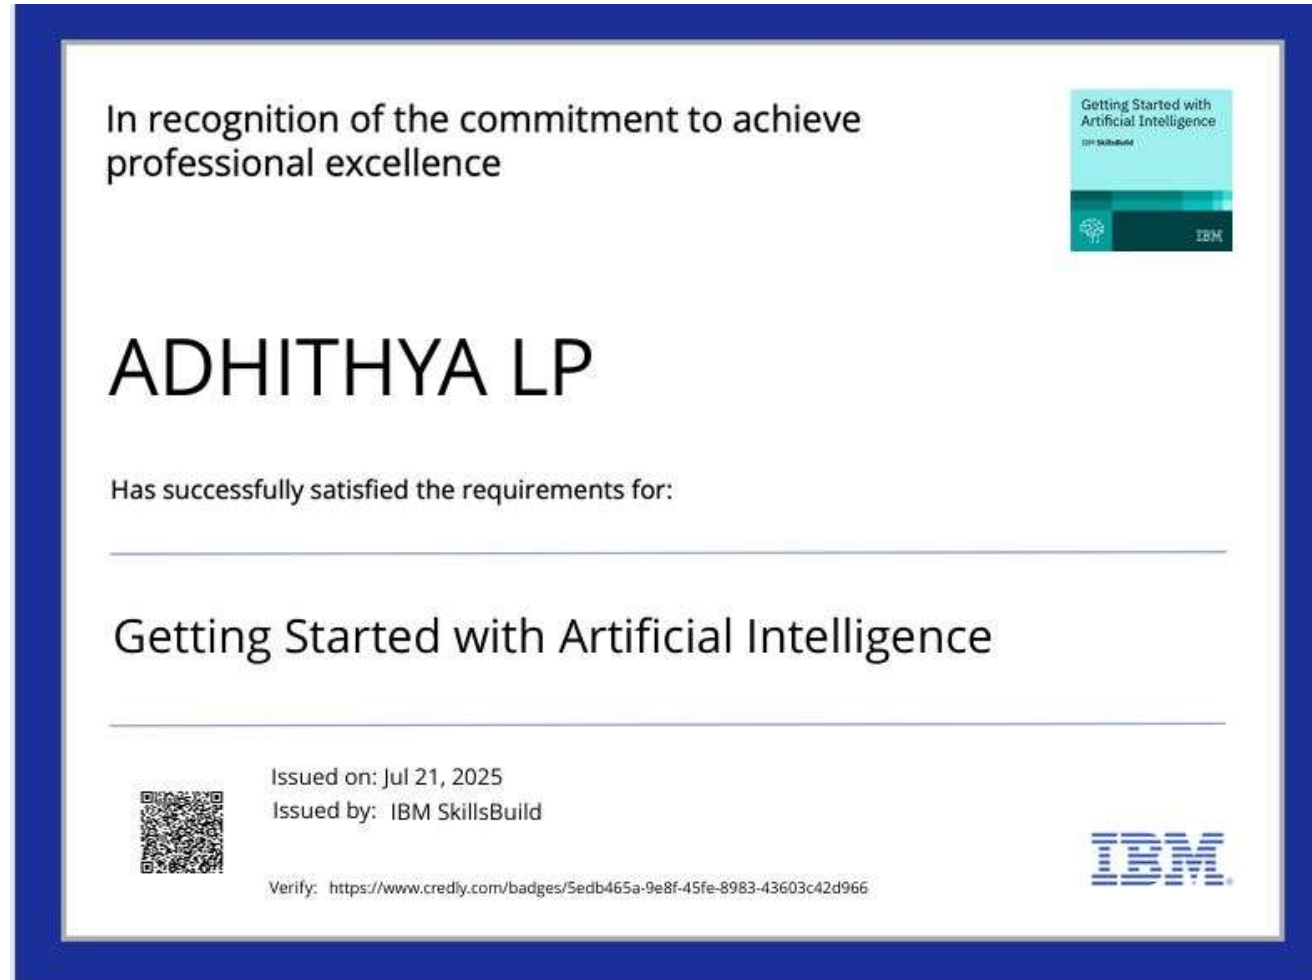 In recognition of the commitment to achieve
professional excellence
Getting Started with
Artificial Intelligence
IBM SkillsBuild
IBM
ADHITHYA LP
Has successfully satisfied the requirements for:
Getting Started with Artificial Intelligence
Issued on: Jul 21, 2025
Issued by: IBM SkillsBuild
Verify: https://www.credly.com/badges/5edb465a-9e8f-45fe-8983-43603c42d966
IBM